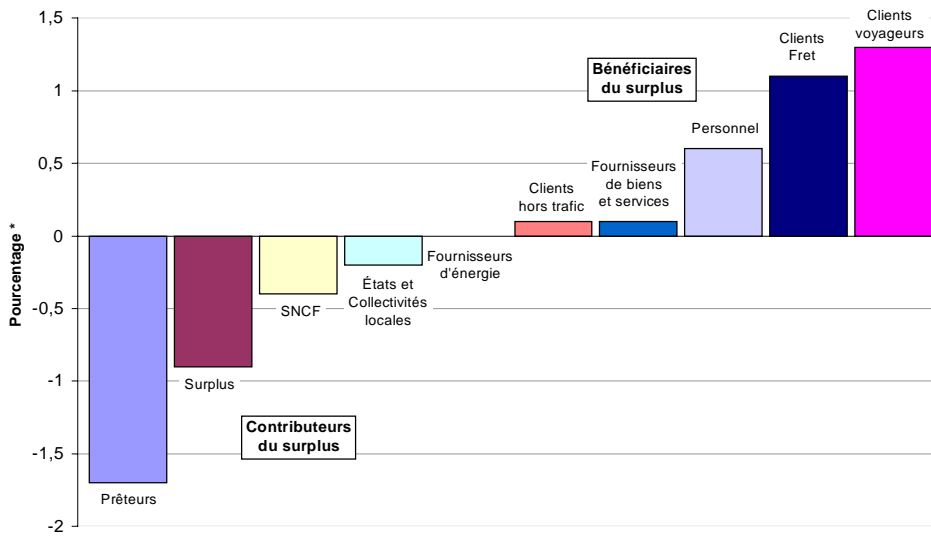 1,5
1
0,5
0
-0,5
-1
-1,5
-2
Pourcentage *
Prêteurs
Surplus
SNCF
États et
Collectivités
locales
Fournisseurs
d'énergie
Clients
hors trafic
Fournisseurs
de biens
et services
Personnel
Clients
Fret
Clients
voyageurs
Bénéficiaires
du surplus
Contributeurs
du surplus